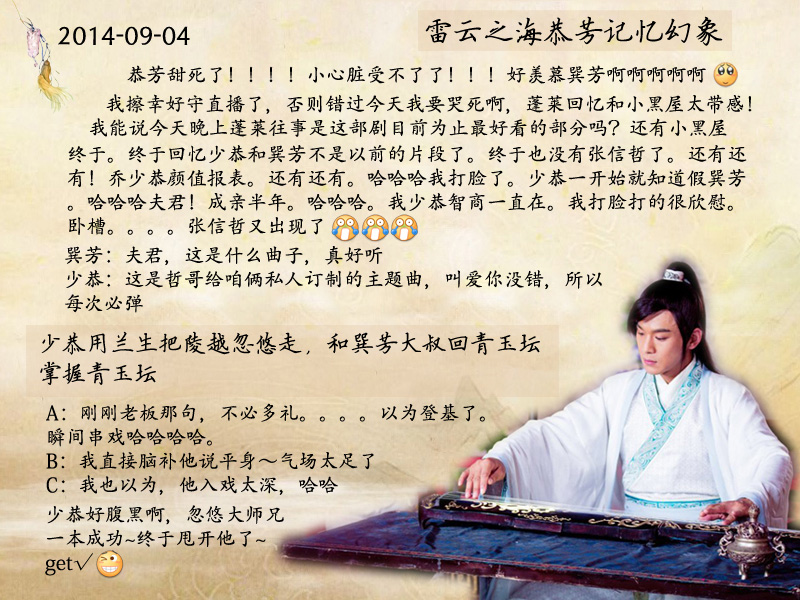 2014-09-04
雷云之海恭芳记忆幻象
恭芳甜死了！！！！小心脏受不了了！！！好羡慕巽芳啊啊啊啊啊
我擦幸好守直播了，否则错过今天我要哭死啊，蓬莱回忆和小黑屋太带感！
我能说今天晚上蓬莱往事是这部剧目前为止最好看的部分吗？还有小黑屋
终于。终于回忆少恭和巽芳不是以前的片段了。终于也没有张信哲了。还有还
有！乔少恭颜值报表。还有还有。哈哈哈我打脸了。少恭一开始就知道假巽芳
。哈哈哈夫君！成亲半年。哈哈哈。我少恭智商一直在。我打脸打的很欣慰。
卧槽。。。。张信哲又出现了
巽芳：夫君，这是什么曲子，真好听
少恭：这是哲哥给咱俩私人订制的主题曲，叫爱你没错，所以
每次必弹
少恭用兰生把陵越忽悠走，和巽芳大叔回青玉坛
掌握青玉坛
A：刚刚老板那句，不必多礼。。。。以为登基了。
瞬间串戏哈哈哈哈。
B：我直接脑补他说平身～气场太足了
C：我也以为，他入戏太深，哈哈
少恭好腹黑啊，忽悠大师兄
一本成功~终于甩开他了~
get√